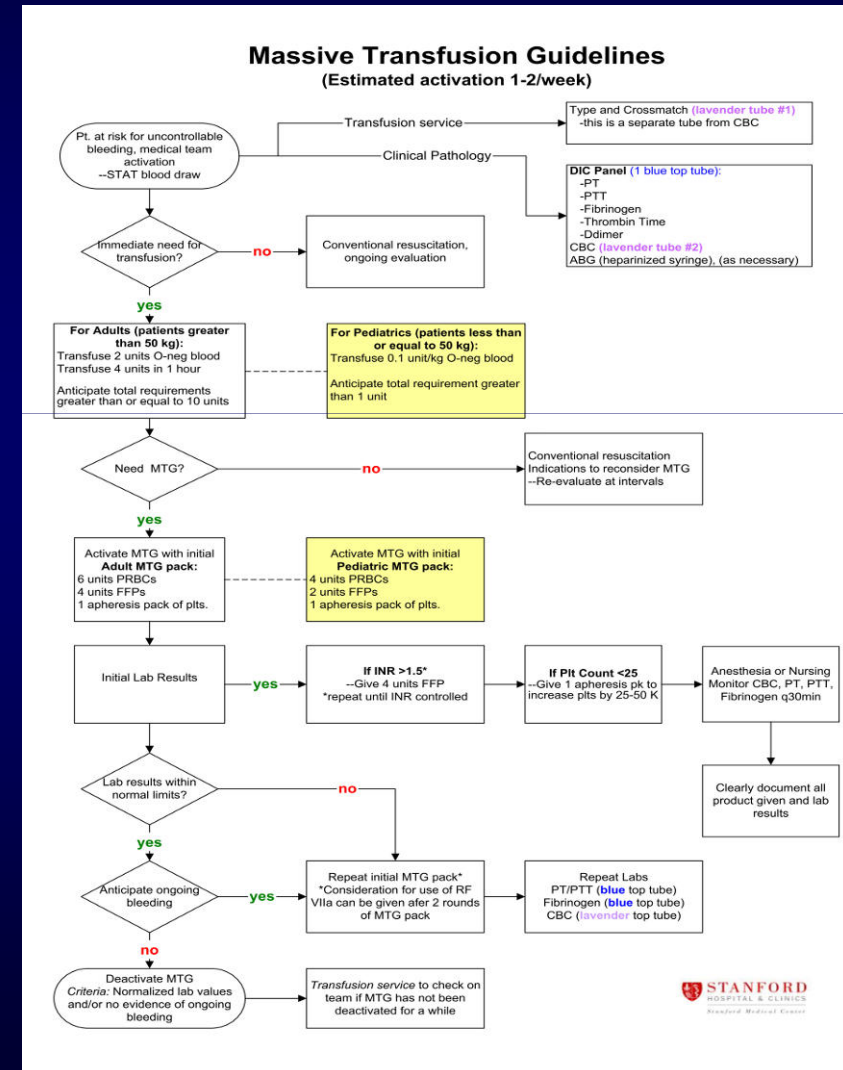 Massive Transfusion Guidelines
(Estimated activation 1-2/week)
Pt. at risk for uncontrollable
bleeding, medical team
activation
--STAT blood draw
Transfusion service
Clinical Pathology
Type and Crossmatch (lavender tube #1)
-this is a separate tube from CBC
DIC Panel (1 blue top tube):
-PT
-PTT
-Fibrinogen
-Thrombin Time
-Ddimer
CBC (lavender tube #2)
ABG (heparinized syringe), (as necessary)
Immediate need for
transfusion?
no
Conventional resuscitation,
ongoing evaluation
yes
For Adults (patients greater
than 50 kg):
Transfuse 2 units O-neg blood
Transfuse 4 units in 1 hour
Anticipate total requirements
greater than or equal to 10 units
For Pediatrics (patients less than
or equal to 50 kg):
Transfuse 0.1 unit/kg O-neg blood
Anticipate total requirement greater
than 1 unit
Need MTG?
no
Conventional resuscitation
Indications to reconsider MTG
--Re-evaluate at intervals
yes
Activate MTG with initial
Adult MTG pack:
6 units PRBCs
4 units FFPs
1 apheresis pack of plts.
Activate MTG with initial
Pediatric MTG pack:
4 units PRBCs
2 units FFPs
1 apheresis pack of plts.
Initial Lab Results
yes
If INR >1.5*
--Give 4 units FFP
*repeat until INR controlled
If Plt Count <25
--Give 1 apheresis pk to
increase plts by 25-50 K
Anesthesia or Nursing
Monitor CBC, PT, PTT,
Fibrinogen q30min
Clearly document all
product given and lab
results
Lab results within
normal limits?
no
yes
Anticipate ongoing
bleeding
yes
Repeat initial MTG pack*
*Consideration for use of RF
VIIa can be given afer 2 rounds
of MTG pack
Repeat Labs
PT/PTT (blue top tube)
Fibrinogen (blue top tube)
CBC (lavender top tube)
no
Deactivate MTG
Criteria: Normalized lab values
and/or no evidence of ongoing
bleeding
Transfusion service to check on
team if MTG has not been
deactivated for a while
STANFORD
HOSPITAL & CLINICS
Stanford Medical Center